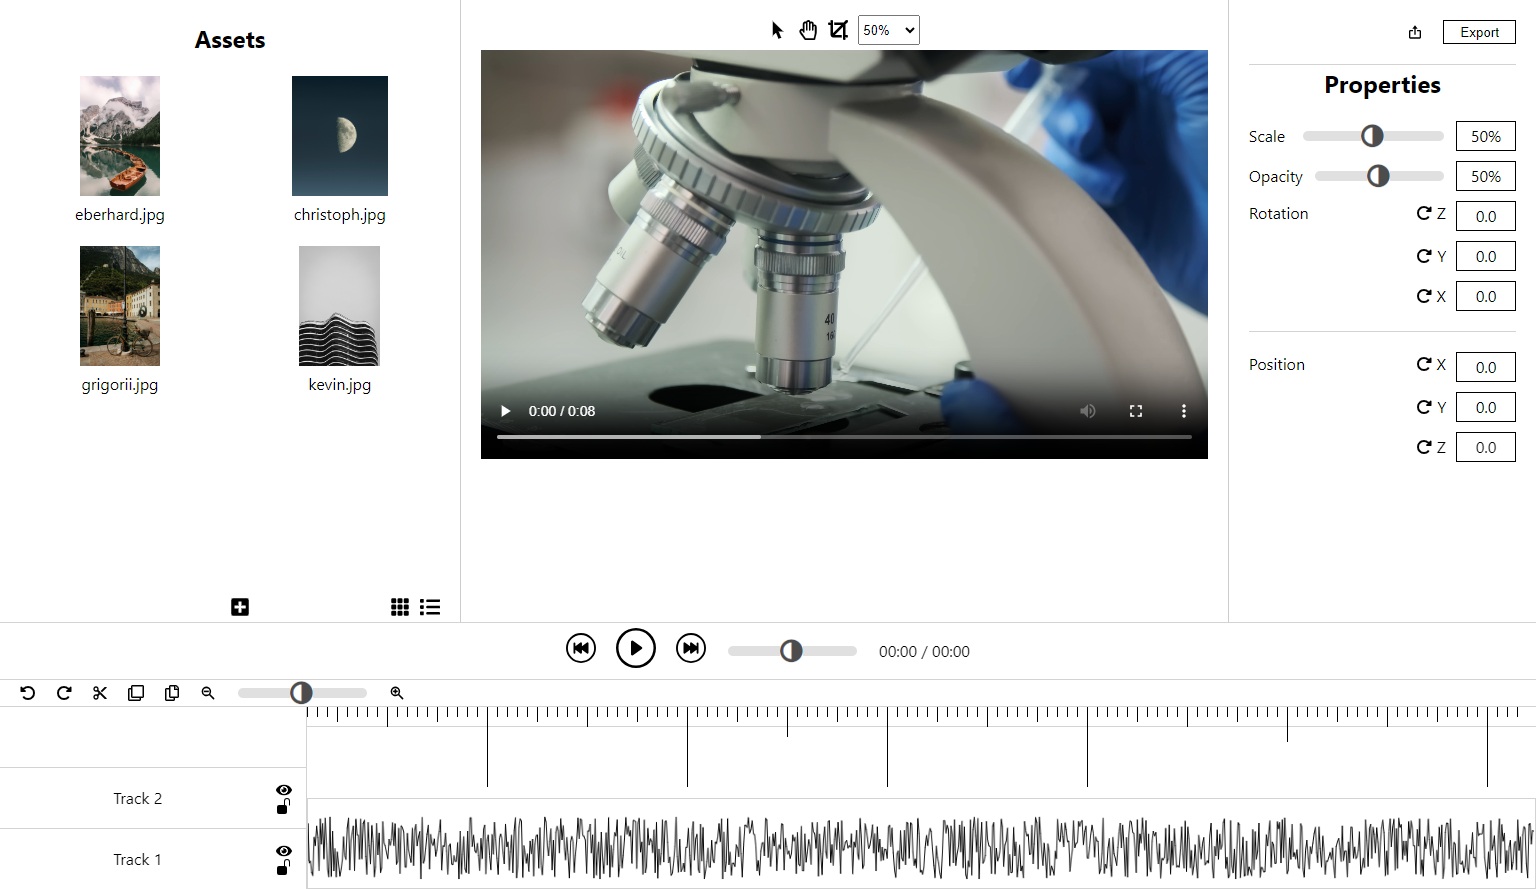 Assets
eberhard.jpg
christoph.jpg
grigorii.jpg
kevin.jpg
50%
OIL
40
0:00 / 0:08
Export
Properties
Scale 50%
Opacity 50%
Rotation Z 0.0
Y 0.0
X 0.0
Position X 0.0
Y 0.0
Z 0.0
00:00 / 00:00
Track 2
Track 1